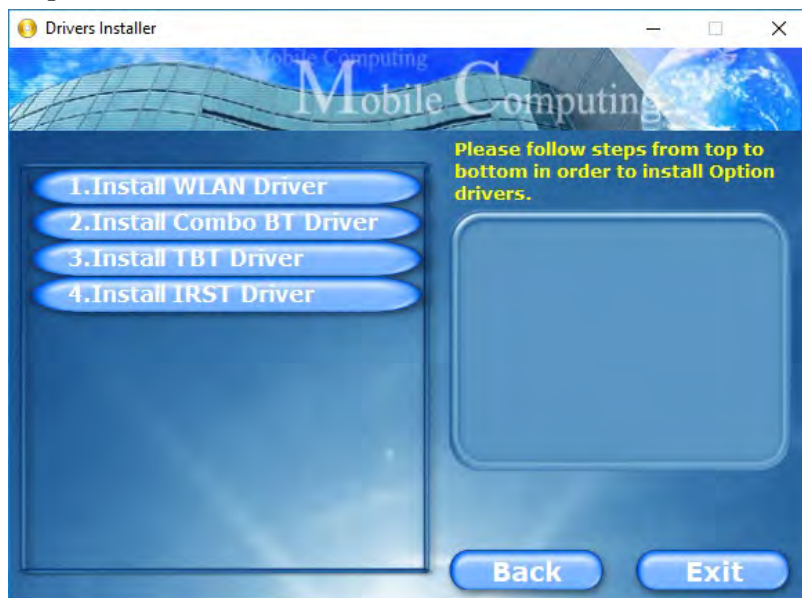 Drivers Installer
Mobile Computing
Mobile Computing
Please follow steps from top to
bottom in order to install Option
drivers.
1.Install WLAN Driver
2.Install Combo BT Driver
3.Install TBT Driver
4.Install IRST Driver
Back
Exit